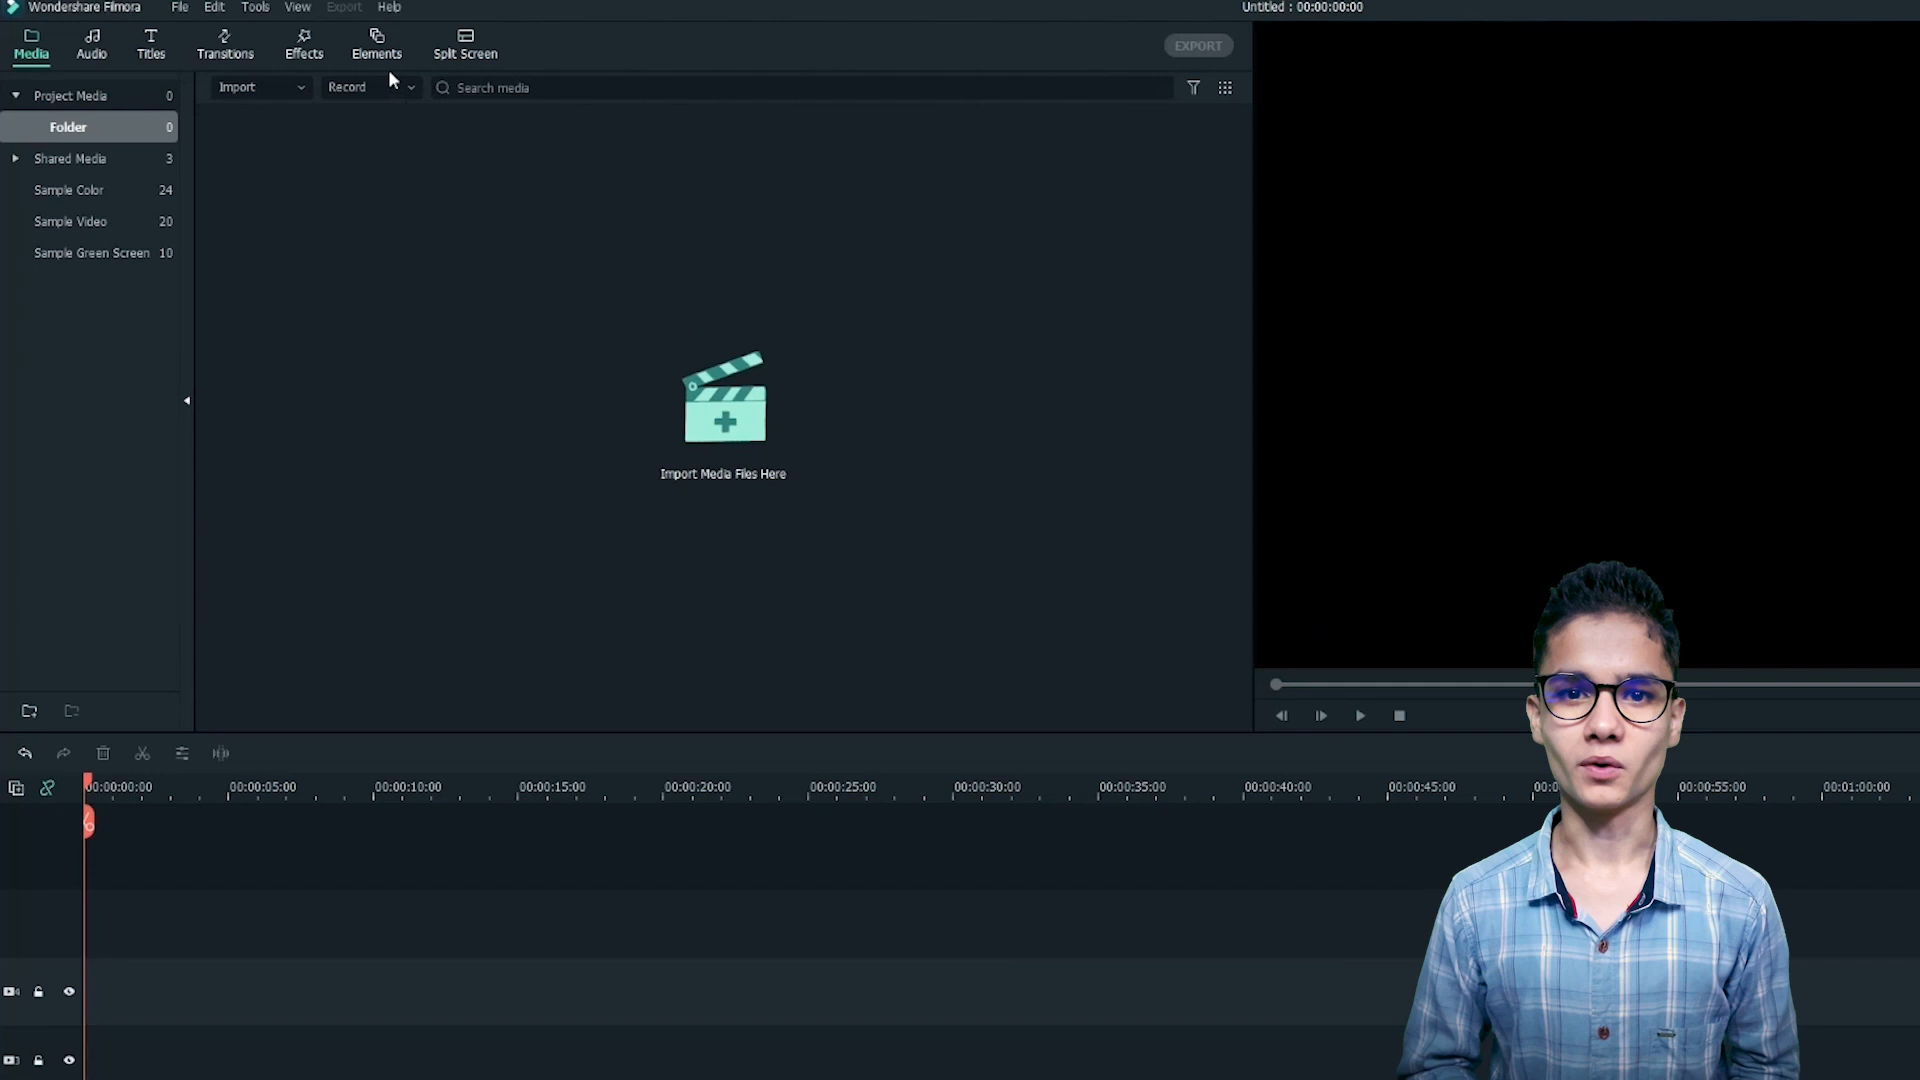 Wondershare Filmora File Edit Tools View Export Help Untitled : 00:00:00:00
Media Audio Titles Transitions Effects Elements Split Screen EXPORT
Import Record Search media
Project Media 0
Folder 0
Shared Media 3
Sample Color 24
Sample Video 20
Sample Green Screen 10
Import Media Files Here
00:00:00:00 00:00:05:00 00:00:10:00 00:00:15:00 00:00:20:00 00:00:25:00 00:00:30:00 00:00:35:00 00:00:40:00 00:00:45:00 00:00:55:00 00:01:00:00